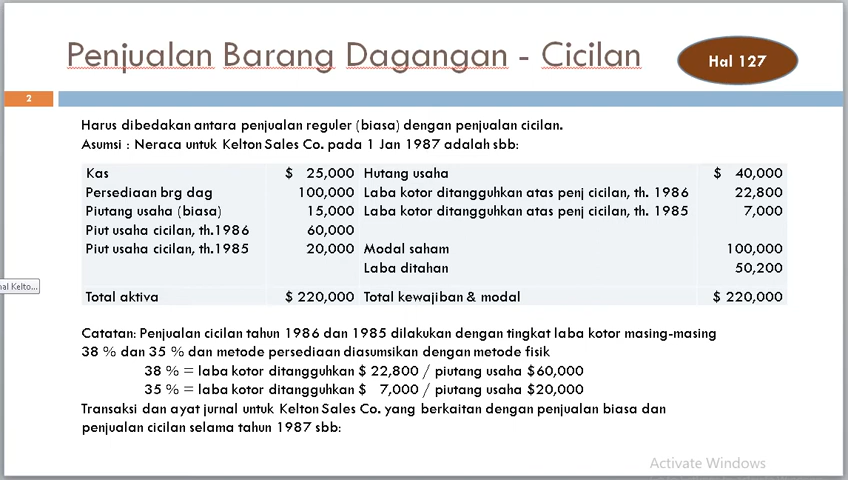 Penjualan Barang Dagangan - Cicilan
Hal 127
2
Harus dibedakan antara penjualan reguler (biasa) dengan penjualan cicilan.
Asumsi : Neraca untuk Kelton Sales Co. pada 1 Jan 1987 adalah sbb:
Kas $ 25,000 Hutang usaha $ 40,000
Persediaan brg dag 100,000 Laba kotor ditangguhkan atas penj cicilan, th. 1986 22,800
Piutang usaha (biasa) 15,000 Laba kotor ditangguhkan atas penj cicilan, th. 1985 7,000
Piut usaha cicilan, th.1986 60,000
Piut usaha cicilan, th.1985 20,000 Modal saham 100,000
Laba ditahan 50,200
Total aktiva $ 220,000 Total kewajiban & modal $ 220,000
nal Kelto...
Catatan: Penjualan cicilan tahun 1986 dan 1985 dilakukan dengan tingkat laba kotor masing-masing
38 % dan 35 % dan metode persediaan diasumsikan dengan metode fisik
38 % = laba kotor ditangguhkan $ 22,800 / piutang usaha $60,000
35 % = laba kotor ditangguhkan $ 7,000 / piutang usaha $20,000
Transaksi dan ayat jurnal untuk Kelton Sales Co. yang berkaitan dengan penjualan biasa dan
penjualan cicilan selama tahun 1987 sbb:
Activate Windows